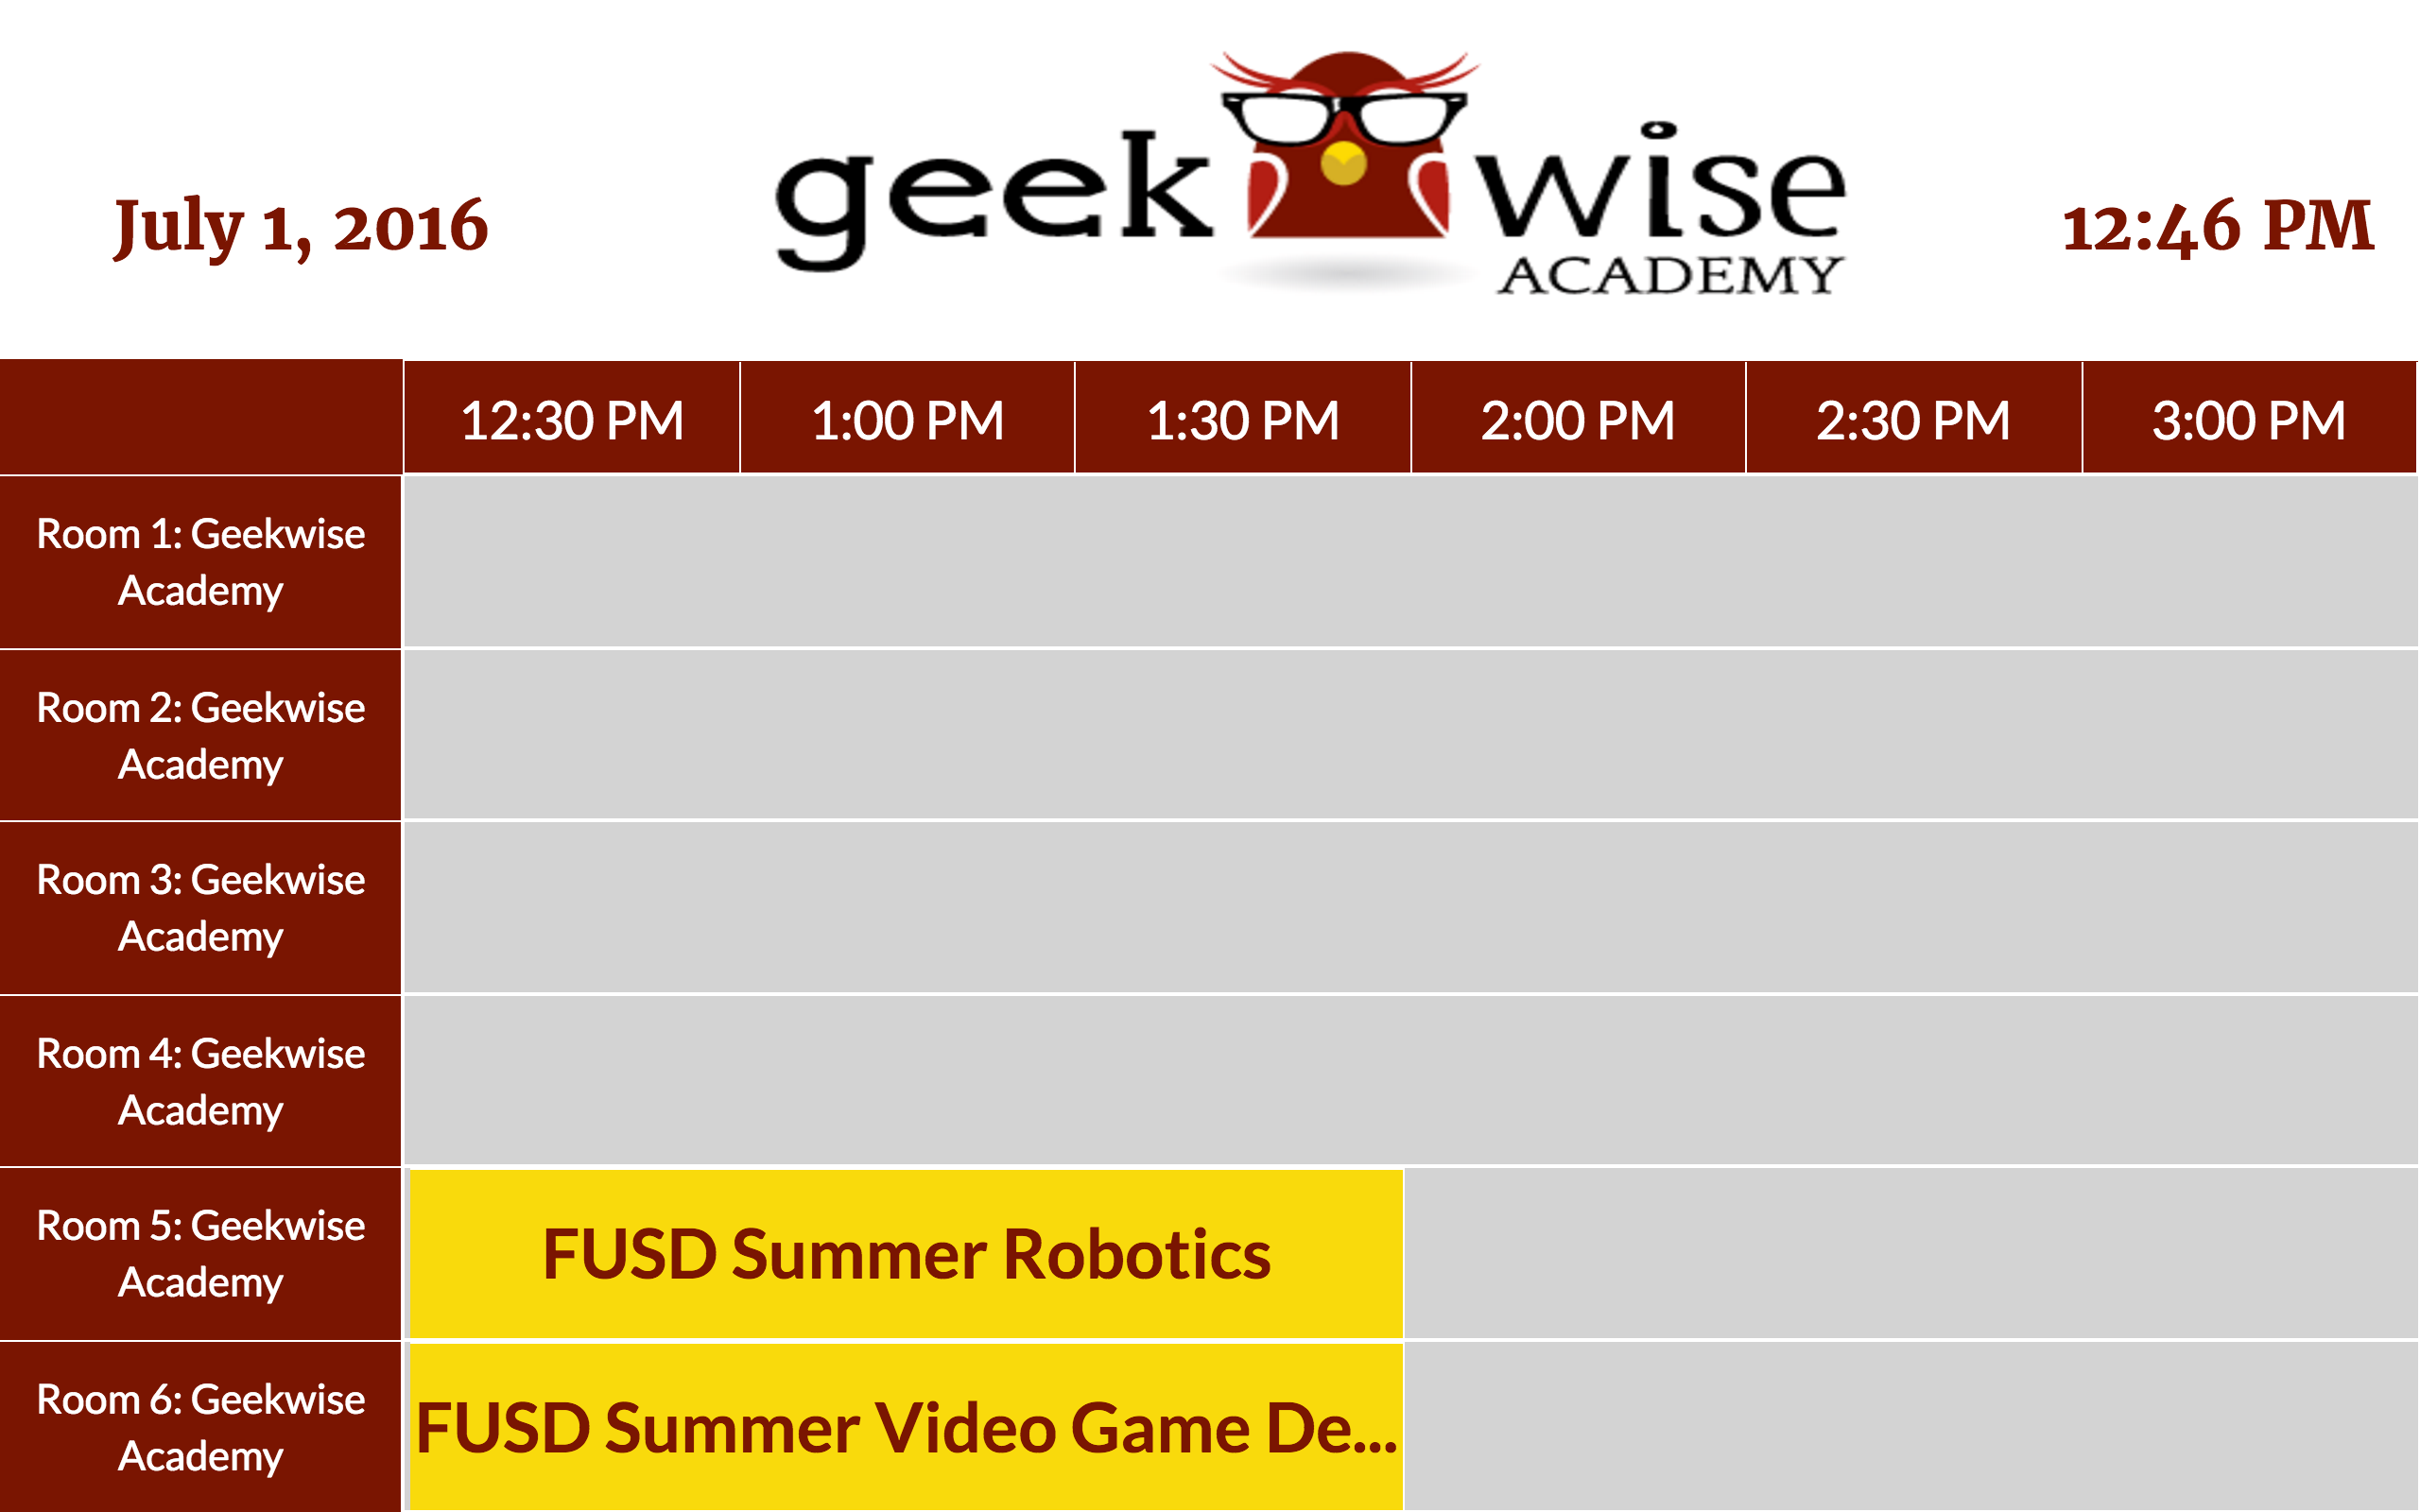 July 1, 2016
geek wise
ACADEMY
12:46 PM
12:30 PM 1:00 PM 1:30 PM 2:00 PM 2:30 PM 3:00 PM
Room 1: Geekwise
Academy
Room 2: Geekwise
Academy
Room 3: Geekwise
Academy
Room 4: Geekwise
Academy
Room 5: Geekwise
Academy
FUSD Summer Robotics
Room 6: Geekwise
Academy
FUSD Summer Video Game De...